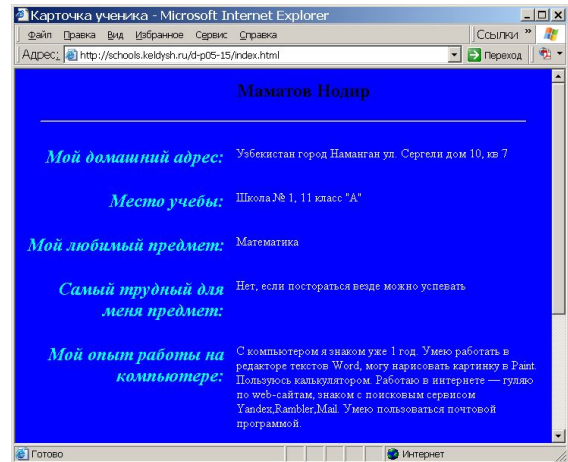 Карточка ученика - Microsoft Internet Explorer
Файл Правка Вид Избранное Сервис Справка Ссылки »
Адрес: http://schools.keldysh.ru/d-p05-15/index.html Переход
Маматов Нодир
Мой домашний адрес: Узбекистан город Наманган ул. Сергели дом 10, кв 7
Место учебы: Школа № 1, 11 класс "А"
Мой любимый предмет: Математика
Самый трудный для Нет, если постораться везде можно успевать
меня предмет:
Мой опыт работы на С компьютером я знаком уже 1 год. Умею работать в
компьютере: редакторе текстов Word, могу нарисовать картинку в Paint.
Пользуюсь калькулятором. Работаю в интернете — гуляю
по web-сайтам, знаком с поисковым сервисом
Yandex,Rambler,Mail. Умею пользоваться почтовой
программой.
Готово Интернет